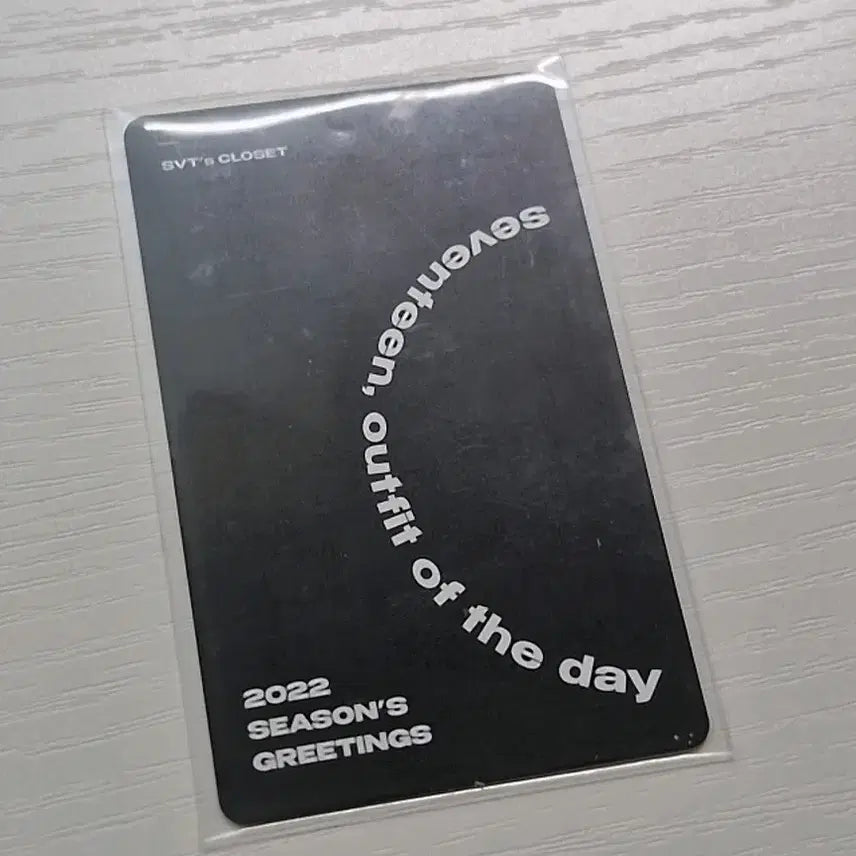 SVT's CLOSET
seventeen, outfit of the day
2022
SEASON'S
GREETINGS